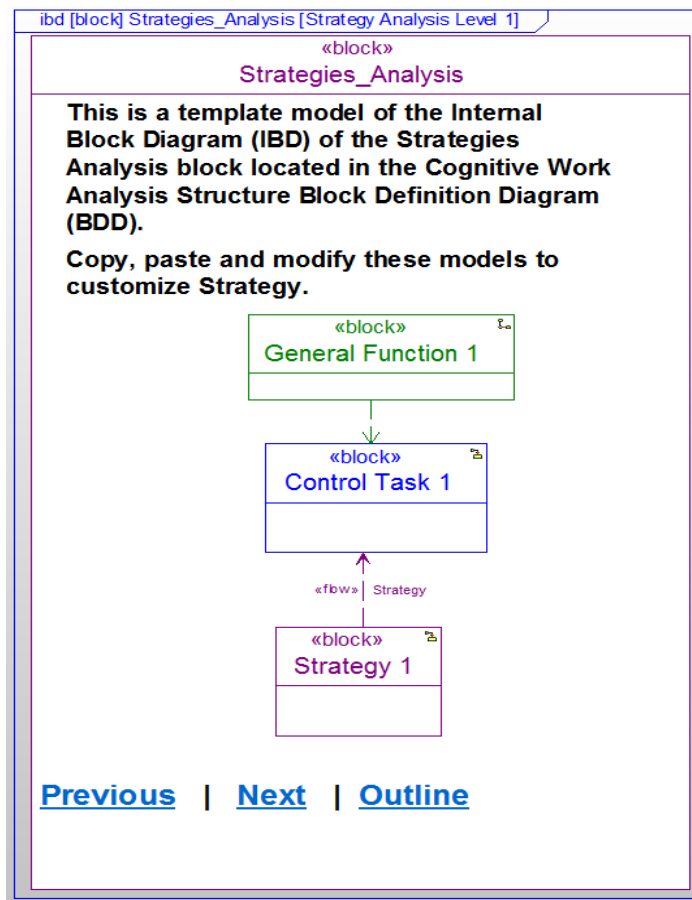 ibd [block] Strategies_Analysis [Strategy Analysis Level 1]
«block»
Strategies_Analysis
This is a template model of the Internal
Block Diagram (IBD) of the Strategies
Analysis block located in the Cognitive Work
Analysis Structure Block Definition Diagram
(BDD).
Copy, paste and modify these models to
customize Strategy.
«block»
General Function 1
«block»
Control Task 1
«flow» Strategy
«block»
Strategy 1
Previous | Next | Outline